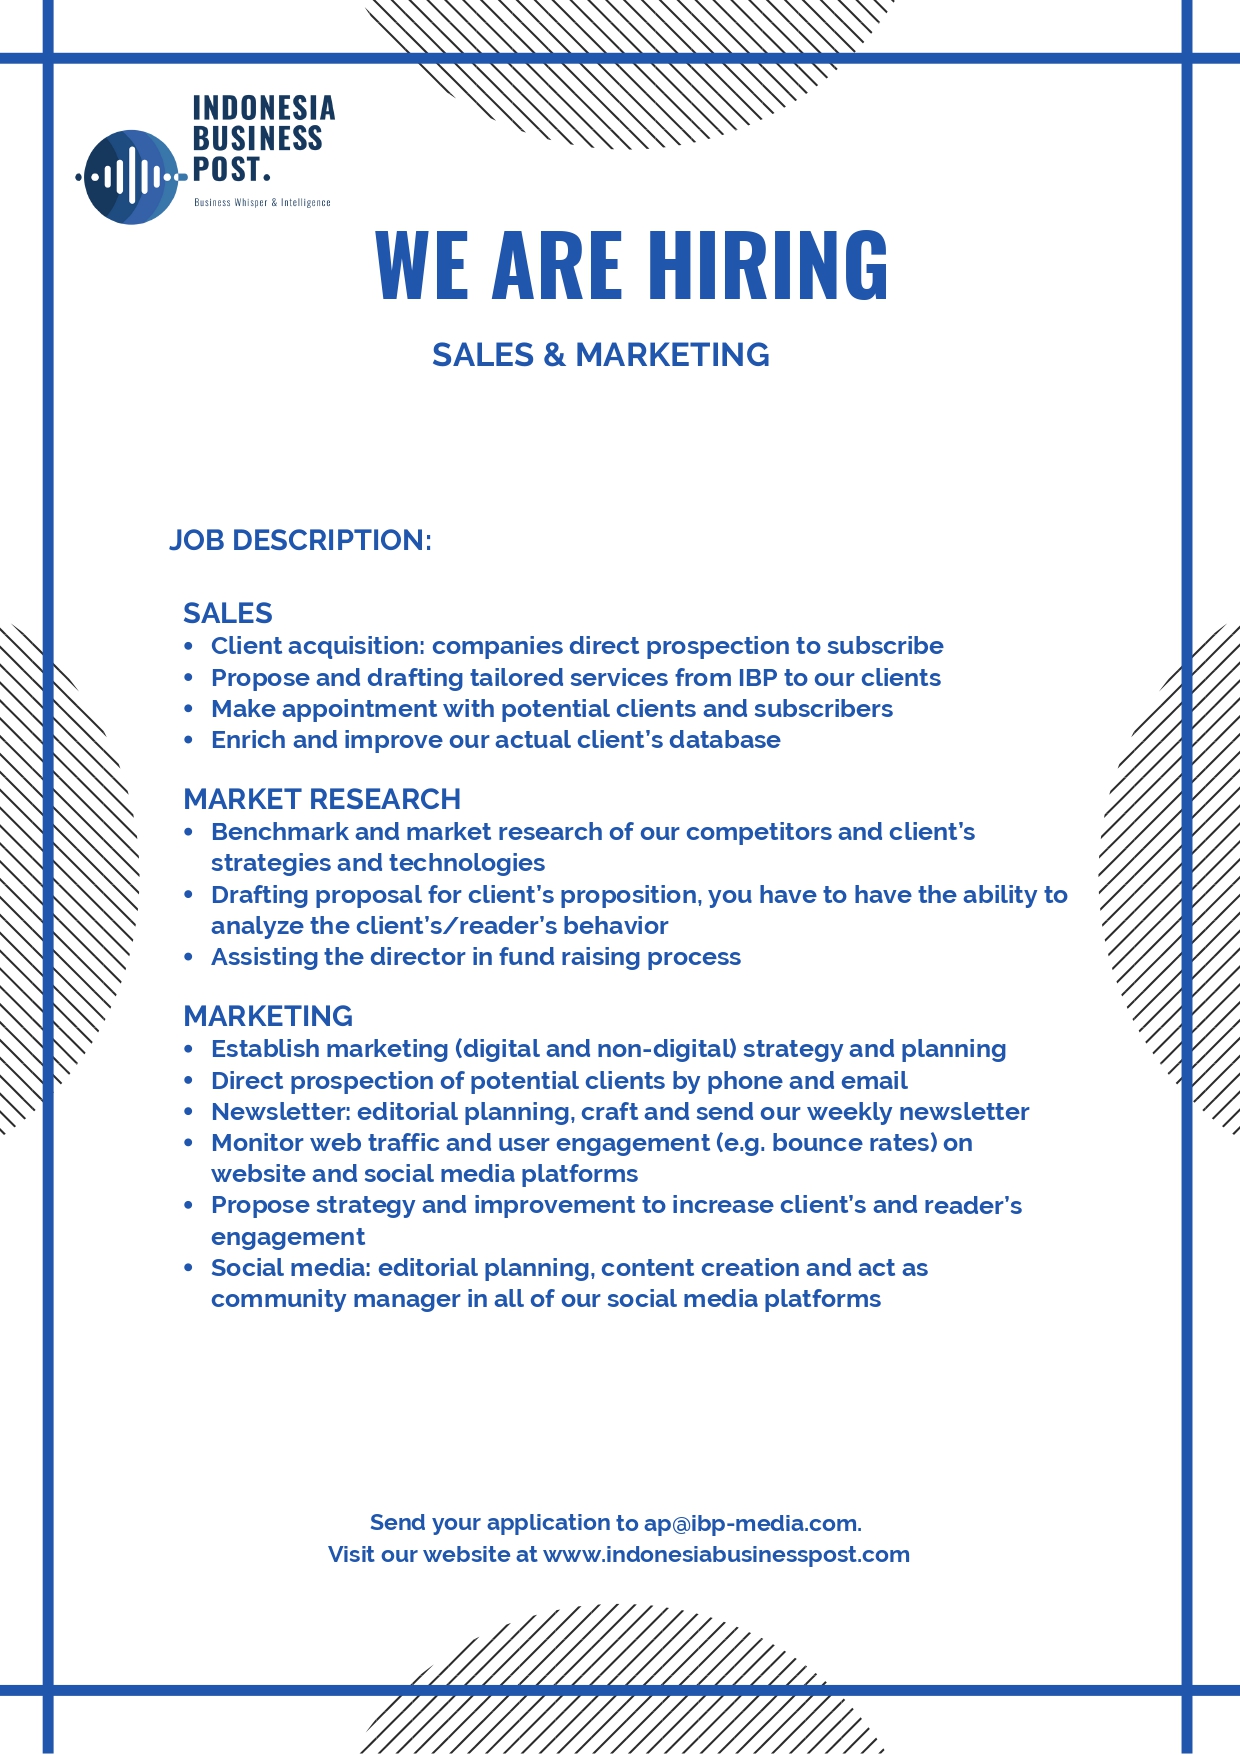 INDONESIA
BUSINESS
POST.
Business Whisper & Intelligence
WE ARE HIRING
SALES & MARKETING
JOB DESCRIPTION:
SALES
• Client acquisition: companies direct prospection to subscribe
• Propose and drafting tailored services from IBP to our clients
• Make appointment with potential clients and subscribers
• Enrich and improve our actual client’s database
MARKET RESEARCH
• Benchmark and market research of our competitors and client’s
strategies and technologies
• Drafting proposal for client’s proposition, you have to have the ability to
analyze the client’s/reader’s behavior
• Assisting the director in fund raising process
MARKETING
• Establish marketing (digital and non-digital) strategy and planning
• Direct prospection of potential clients by phone and email
• Newsletter: editorial planning, craft and send our weekly newsletter
• Monitor web traffic and user engagement (e.g. bounce rates) on
website and social media platforms
• Propose strategy and improvement to increase client’s and reader’s
engagement
• Social media: editorial planning, content creation and act as
community manager in all of our social media platforms
Send your application to ap@ibp-media.com.
Visit our website at www.indonesiabusinesspost.com